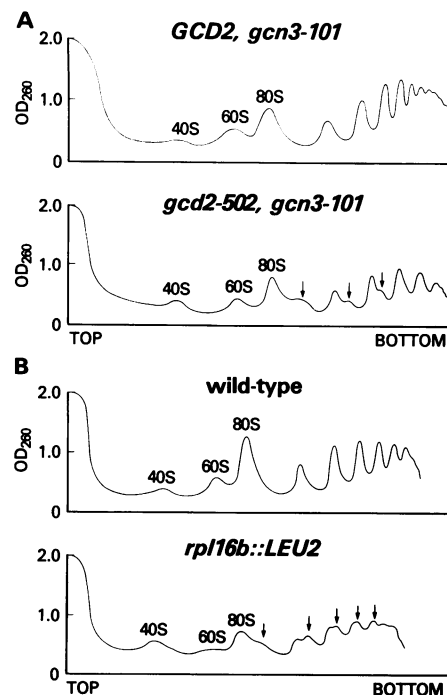 A
GCD2, gcn3-101
2.0
1.0
0
OD260
40S
60S
80S
gcd2-502, gcn3-101
2.0
1.0
0
OD260
40S
60S
80S
TOP
BOTTOM
B
wild-type
2.0
1.0
0
OD260
40S
60S
80S
rpl16b::LEU2
2.0
1.0
0
OD260
40S
60S
80S
TOP
BOTTOM